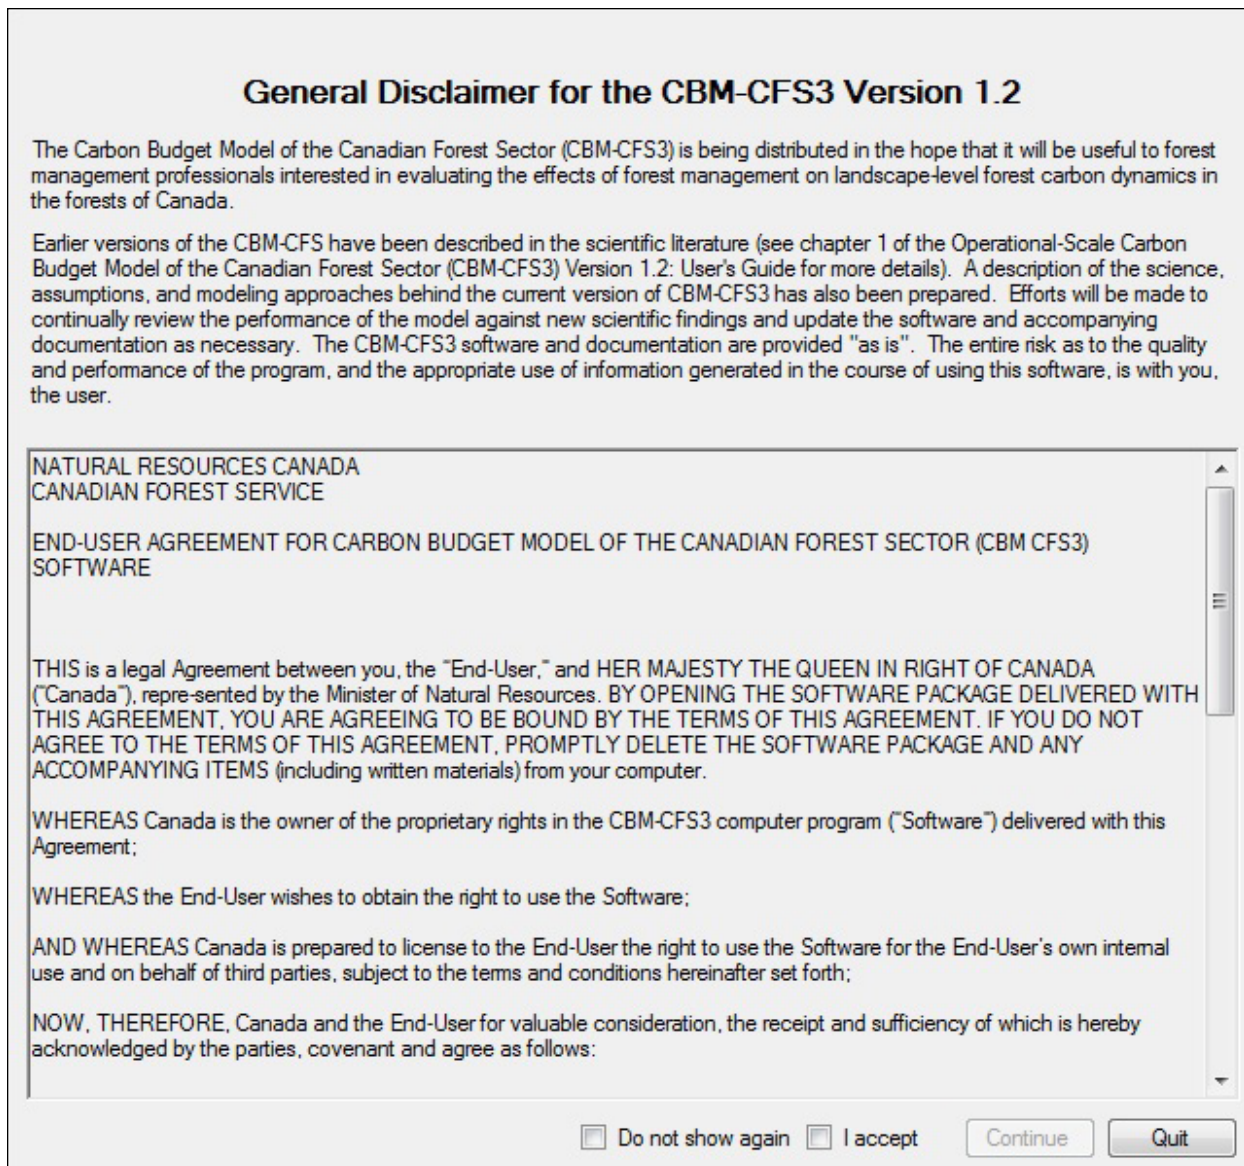 General Disclaimer for the CBM-CFS3 Version 1.2
The Carbon Budget Model of the Canadian Forest Sector (CBM-CFS3) is being distributed in the hope that it will be useful to forest
management professionals interested in evaluating the effects of forest management on landscape-level forest carbon dynamics in
the forests of Canada.
Earlier versions of the CBM-CFS have been described in the scientific literature (see chapter 1 of the Operational-Scale Carbon
Budget Model of the Canadian Forest Sector (CBM-CFS3) Version 1.2: User's Guide for more details).  A description of the science,
assumptions, and modeling approaches behind the current version of CBM-CFS3 has also been prepared.  Efforts will be made to
continually review the performance of the model against new scientific findings and update the software and accompanying
documentation as necessary.  The CBM-CFS3 software and documentation are provided "as is".  The entire risk as to the quality
and performance of the program, and the appropriate use of information generated in the course of using this software, is with you,
the user.
NATURAL RESOURCES CANADA
CANADIAN FOREST SERVICE
END-USER AGREEMENT FOR CARBON BUDGET MODEL OF THE CANADIAN FOREST SECTOR (CBM CFS3)
SOFTWARE
THIS is a legal Agreement between you, the "End-User," and HER MAJESTY THE QUEEN IN RIGHT OF CANADA
("Canada"), repre-sented by the Minister of Natural Resources. BY OPENING THE SOFTWARE PACKAGE DELIVERED WITH
THIS AGREEMENT, YOU ARE AGREEING TO BE BOUND BY THE TERMS OF THIS AGREEMENT. IF YOU DO NOT
AGREE TO THE TERMS OF THIS AGREEMENT, PROMPTLY DELETE THE SOFTWARE PACKAGE AND ANY
ACCOMPANYING ITEMS (including written materials) from your computer.
WHEREAS Canada is the owner of the proprietary rights in the CBM-CFS3 computer program ("Software") delivered with this
Agreement;
WHEREAS the End-User wishes to obtain the right to use the Software;
AND WHEREAS Canada is prepared to license to the End-User the right to use the Software for the End-User's own internal
use and on behalf of third parties, subject to the terms and conditions hereinafter set forth;
NOW, THEREFORE, Canada and the End-User for valuable consideration, the receipt and sufficiency of which is hereby
acknowledged by the parties, covenant and agree as follows:
Do not show again I accept Continue Quit